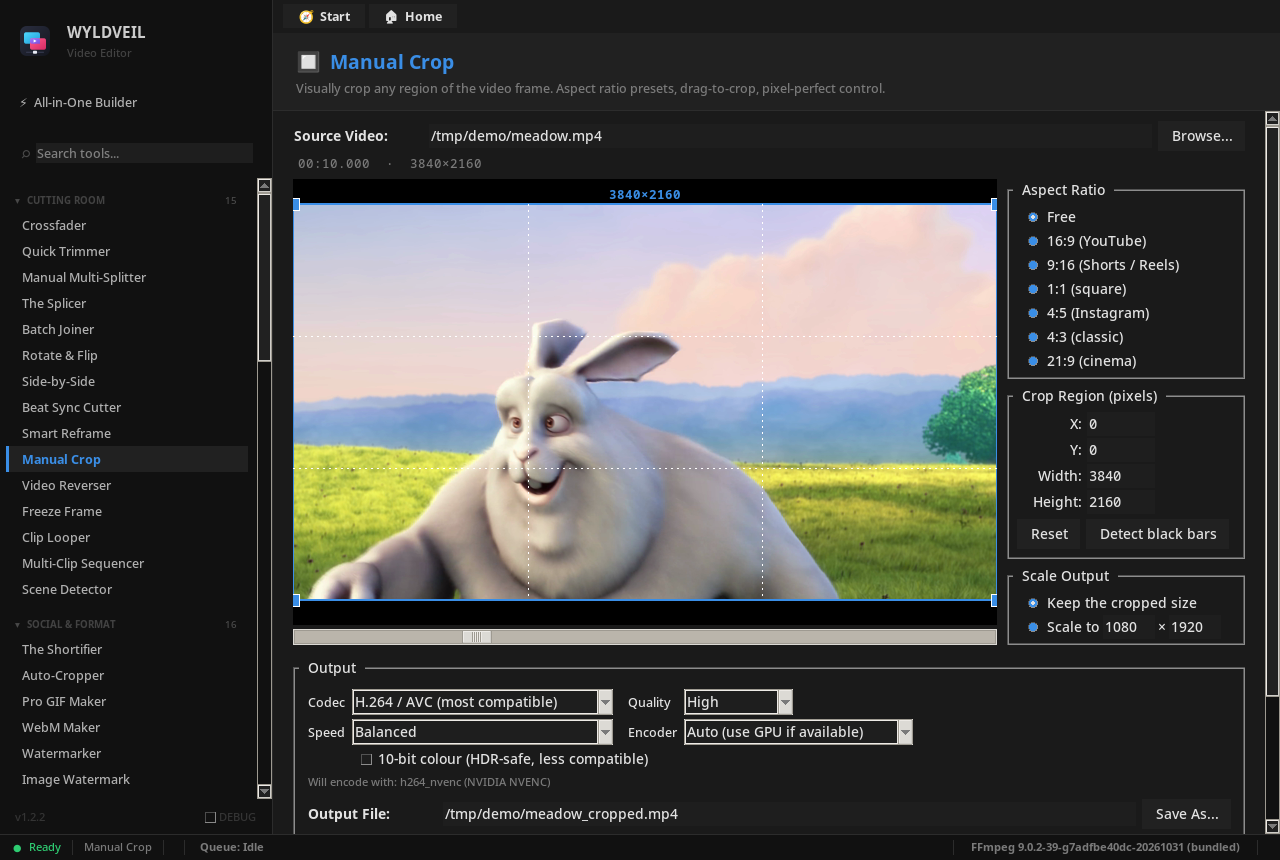 WYLDVEIL
Video Editor
⚡ All-in-One Builder
Search tools...
CUTTING ROOM 15
Crossfader
Quick Trimmer
Manual Multi-Splitter
The Splicer
Batch Joiner
Rotate & Flip
Side-by-Side
Beat Sync Cutter
Smart Reframe
Manual Crop
Video Reverser
Freeze Frame
Clip Looper
Multi-Clip Sequencer
Scene Detector
SOCIAL & FORMAT 16
The Shortifier
Auto-Cropper
Pro GIF Maker
WebM Maker
Watermarker
Image Watermark
v1.2.2 DEBUG
Start Home
Manual Crop
Visually crop any region of the video frame. Aspect ratio presets, drag-to-crop, pixel-perfect control.
Source Video: /tmp/demo/meadow.mp4 Browse...
00:10.000 · 3840×2160
3840×2160
Aspect Ratio
Free
16:9 (YouTube)
9:16 (Shorts / Reels)
1:1 (square)
4:5 (Instagram)
4:3 (classic)
21:9 (cinema)
Crop Region (pixels)
X: 0
Y: 0
Width: 3840
Height: 2160
Reset Detect black bars
Scale Output
Keep the cropped size
Scale to 1080 × 1920
Output
Codec H.264 / AVC (most compatible) Quality High
Speed Balanced Encoder Auto (use GPU if available)
10-bit colour (HDR-safe, less compatible)
Will encode with: h264_nvenc (NVIDIA NVENC)
Output File: /tmp/demo/meadow_cropped.mp4 Save As...
● Ready Manual Crop Queue: Idle FFmpeg 9.0.2-39-g7adfbe40dc-20261031 (bundled)